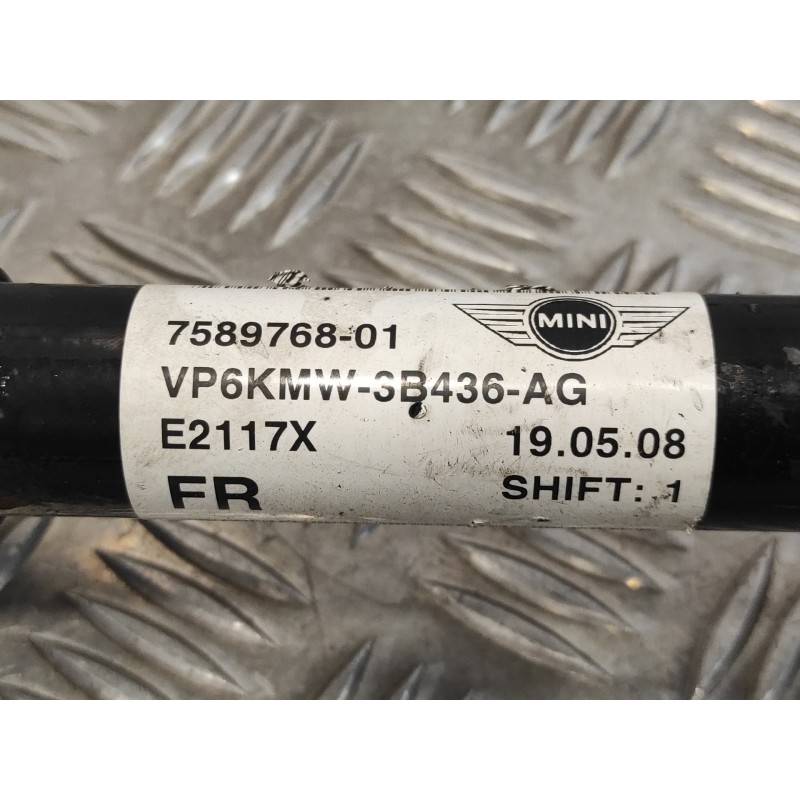 MINI
7589768-01
VP6KMW-3B436-AG
E2117X 19.05.08
FR SHIFT: 1